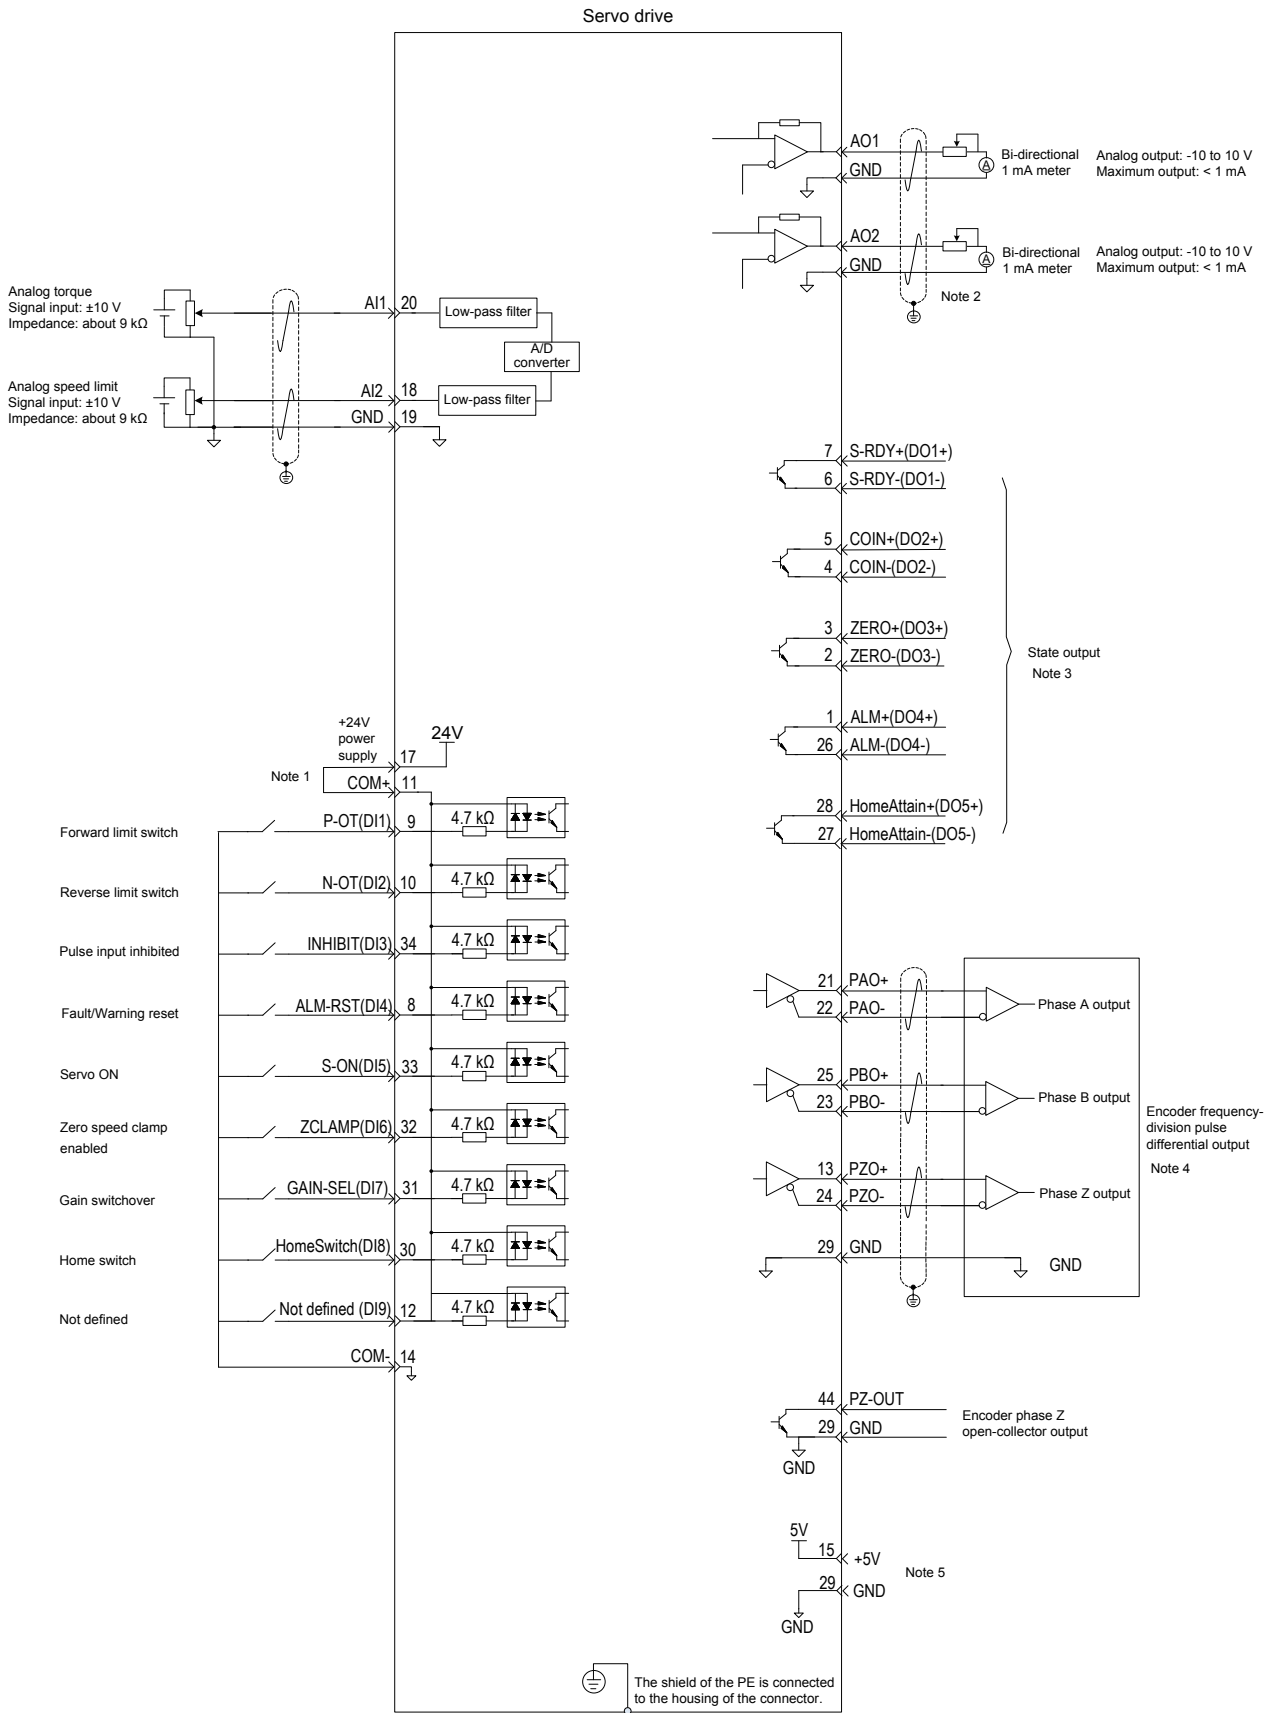 Servo drive
AO1
GND
Bi-directional
1 mA meter
Analog output: -10 to 10 V
Maximum output: < 1 mA
A
AO2
GND
Bi-directional
1 mA meter
Analog output: -10 to 10 V
Maximum output: < 1 mA
A
Note 2
Analog torque
Signal input: ±10 V
Impedance: about 9 kΩ
AI1 20
Low-pass filter
A/D
converter
Analog speed limit
Signal input: ±10 V
Impedance: about 9 kΩ
AI2 18
Low-pass filter
GND 19
7 S-RDY+(DO1+)
6 S-RDY-(DO1-)
5 COIN+(DO2+)
4 COIN-(DO2-)
3 ZERO+(DO3+)
2 ZERO-(DO3-)
State output
Note 3
1 ALM+(DO4+)
26 ALM-(DO4-)
28 HomeAttain+(DO5+)
27 HomeAttain-(DO5-)
+24V
power
supply
17
24V
Note 1
COM+ 11
Forward limit switch
P-OT(DI1) 9
4.7 kΩ
Reverse limit switch
N-OT(DI2) 10
4.7 kΩ
Pulse input inhibited
INHIBIT(DI3) 34
4.7 kΩ
Fault/Warning reset
ALM-RST(DI4) 8
4.7 kΩ
Servo ON
S-ON(DI5) 33
4.7 kΩ
Zero speed clamp
enabled
ZCLAMP(DI6) 32
4.7 kΩ
Gain switchover
GAIN-SEL(DI7) 31
4.7 kΩ
Home switch
HomeSwitch(DI8) 30
4.7 kΩ
Not defined
Not defined (DI9) 12
4.7 kΩ
COM- 14
21 PAO+
22 PAO-
Phase A output
25 PBO+
23 PBO-
Phase B output
13 PZO+
24 PZO-
Phase Z output
29 GND
GND
Encoder frequency-
division pulse
differential output
Note 4
44 PZ-OUT
29 GND
GND
Encoder phase Z
open-collector output
5V
15 +5V
Note 5
29 GND
GND
The shield of the PE is connected
to the housing of the connector.